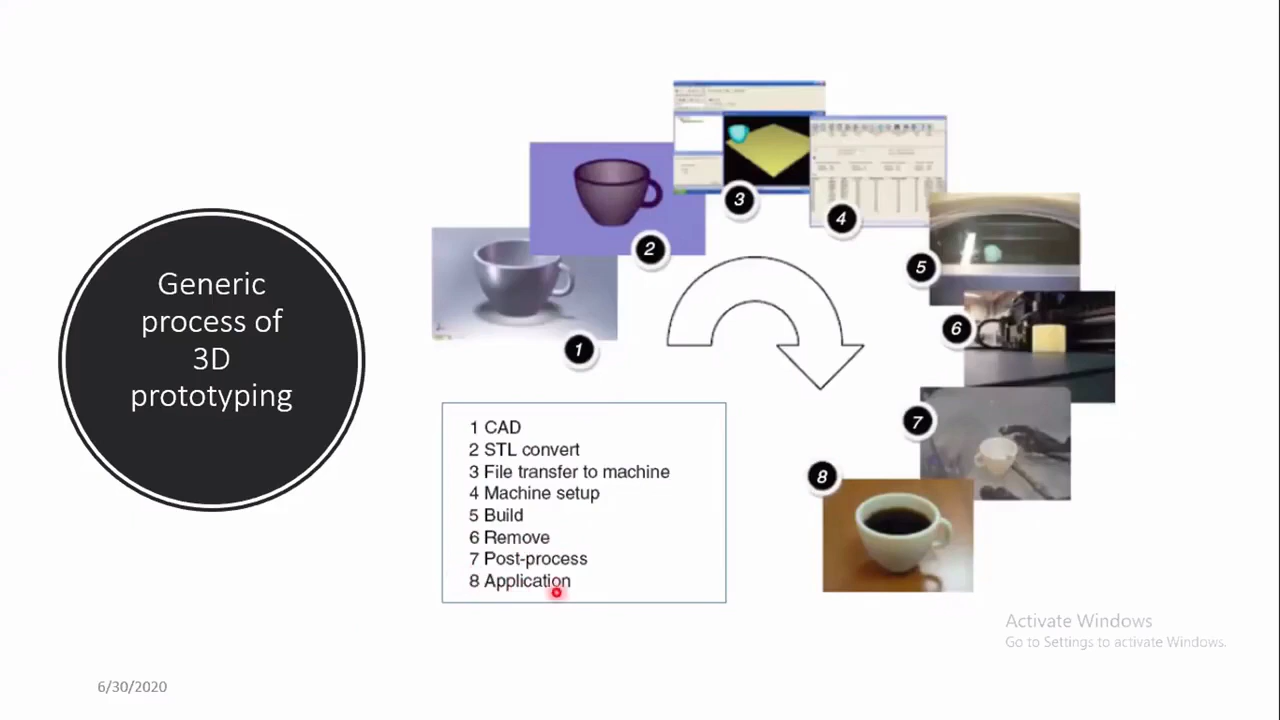 Generic
process of
3D
prototyping
1
2
3
4
5
6
7
8
1 CAD
2 STL convert
3 File transfer to machine
4 Machine setup
5 Build
6 Remove
7 Post-process
8 Application
Activate Windows
Go to Settings to activate Windows.
6/30/2020